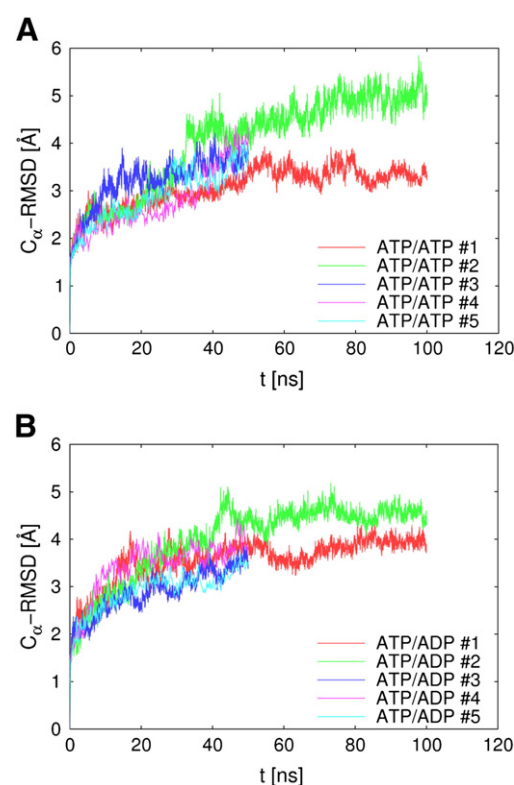 A
6
5
4
3
2
1
0
Cα−RMSD [Å]
0 20 40 60 80 100 120
t [ns]
ATP/ATP #1
ATP/ATP #2
ATP/ATP #3
ATP/ATP #4
ATP/ATP #5
B
6
5
4
3
2
1
0
Cα−RMSD [Å]
0 20 40 60 80 100 120
t [ns]
ATP/ADP #1
ATP/ADP #2
ATP/ADP #3
ATP/ADP #4
ATP/ADP #5